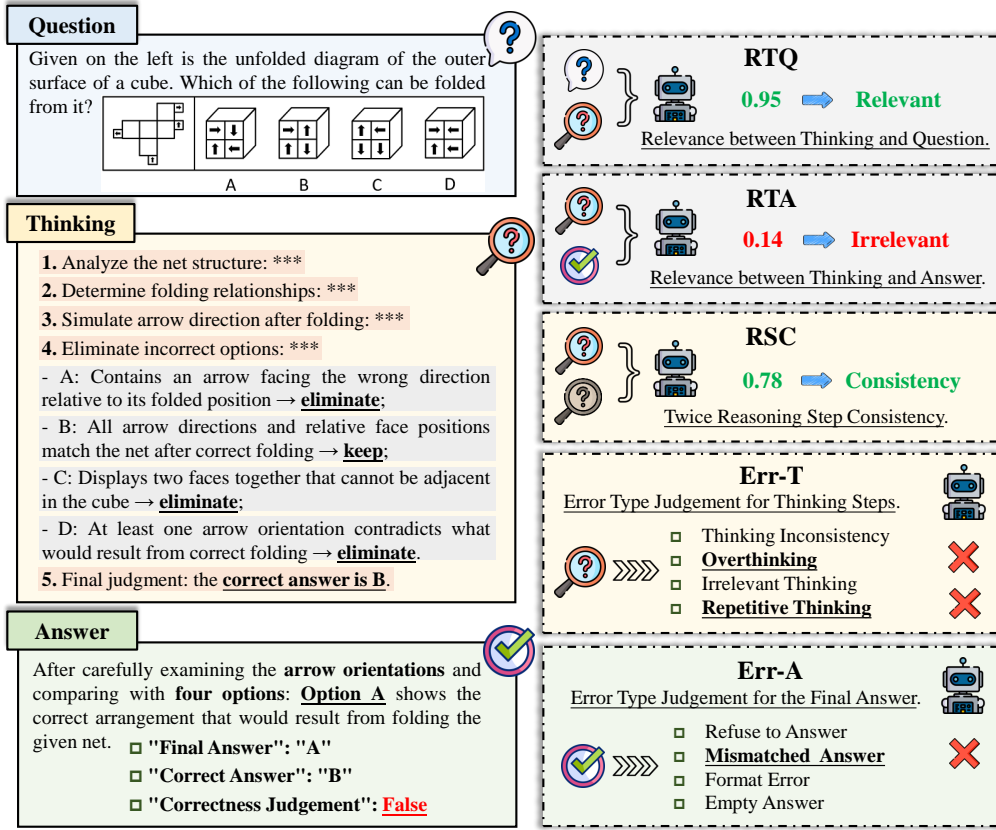 Question
Given on the left is the unfolded diagram of the outer
surface of a cube. Which of the following can be folded
from it?
A B C D
Thinking
1. Analyze the net structure: ***
2. Determine folding relationships: ***
3. Simulate arrow direction after folding: ***
4. Eliminate incorrect options: ***
- A: Contains an arrow facing the wrong direction
relative to its folded position → eliminate;
- B: All arrow directions and relative face positions
match the net after correct folding → keep;
- C: Displays two faces together that cannot be adjacent
in the cube → eliminate;
- D: At least one arrow orientation contradicts what
would result from correct folding → eliminate.
5. Final judgment: the correct answer is B.
Answer
After carefully examining the arrow orientations and
comparing with four options: Option A shows the
correct arrangement that would result from folding the
given net.
"Final Answer": "A"
"Correct Answer": "B"
"Correctness Judgement": False
RTQ
0.95 Relevant
Relevance between Thinking and Question.
RTA
0.14 Irrelevant
Relevance between Thinking and Answer.
RSC
0.78 Consistency
Twice Reasoning Step Consistency.
Err-T
Error Type Judgement for Thinking Steps.
Thinking Inconsistency
Overthinking
Irrelevant Thinking
Repetitive Thinking
Err-A
Error Type Judgement for the Final Answer.
Refuse to Answer
Mismatched Answer
Format Error
Empty Answer